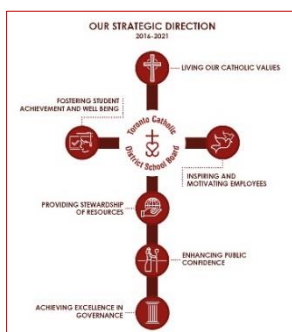 OUR STRATEGIC DIRECTION
2016-2021
LIVING OUR CATHOLIC VALUES
FOSTERING STUDENT
ACHIEVEMENT AND WELL BEING
Toronto Catholic
District School Board
INSPIRING AND
MOTIVATING EMPLOYEES
PROVIDING STEWARDSHIP
OF RESOURCES
ENHANCING PUBLIC
CONFIDENCE
ACHIEVING EXCELLENCE IN
GOVERNANCE